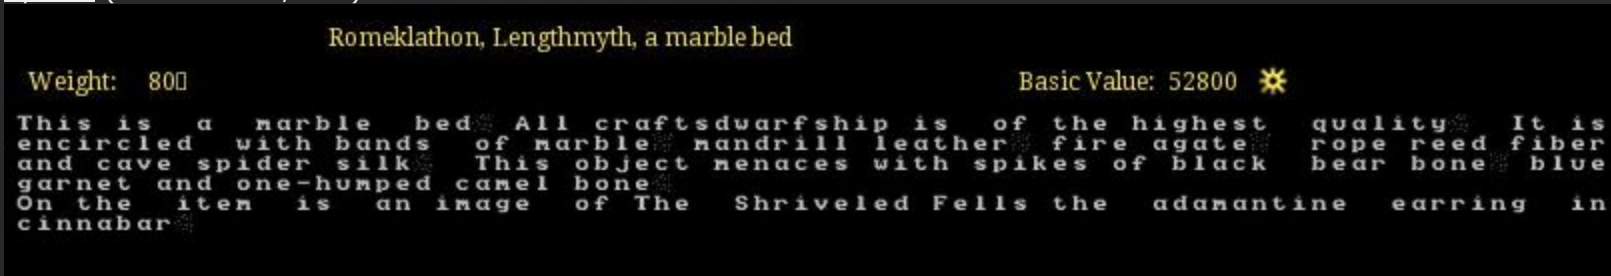 Romeklathon, Lengthmyth, a marble bed
Weight: 80▯ Basic Value: 52800 ☼
This is a marble bed. All craftsdwarfship is of the highest quality. It is
encircled with bands of marble, mandrill leather, fire agate, rope reed fiber
and cave spider silk. This object menaces with spikes of black bear bone, blue
garnet and one-humped camel bone.
On the item is an image of The Shriveled Fells the adamantine earring in
cinnabar.